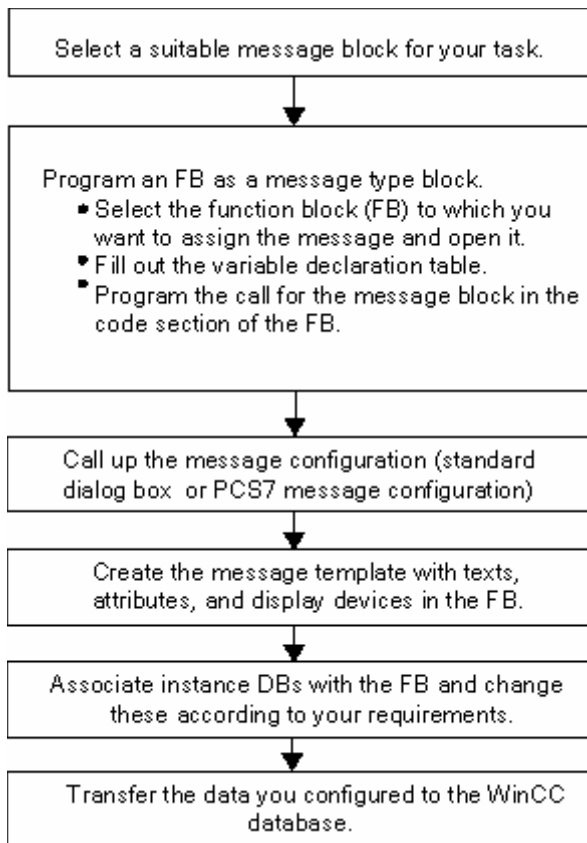 Select a suitable message block for your task.
Program an FB as a message type block.
• Select the function block (FB) to which you
want to assign the message and open it.
• Fill out the variable declaration table.
• Program the call for the message block in the
code section of the FB.
Call up the message configuration (standard
dialog box or PCS7 message configuration)
Create the message template with texts,
attributes, and display devices in the FB.
Associate instance DBs with the FB and change
these according to your requirements.
Transfer the data you configured to the WinCC
database.